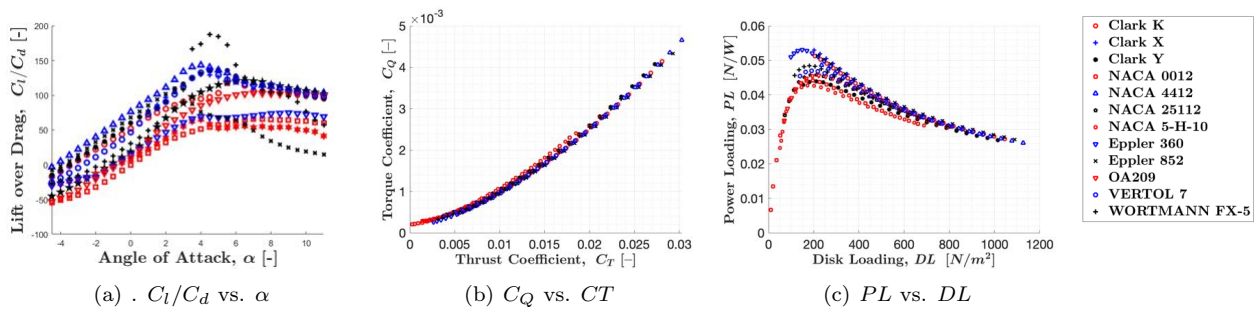 Lift over Drag, C_l/C_d [-]
200
150
100
50
0
-50
-100
-4
-2
0
2
4
6
8
10
Angle of Attack, α [-]
(a) . C_l/C_d vs. α
×10⁻³
Torque Coefficient, C_Q [–]
5
4
3
2
1
0
0
0.005
0.01
0.015
0.02
0.025
0.03
Thrust Coefficient, C_T [–]
(b) C_Q vs. CT
Power Loading, PL [N/W]
0.06
0.05
0.04
0.03
0.02
0.01
0
0
200
400
600
800
1000
1200
Disk Loading, DL [N/m²]
(c) PL vs. DL
Clark K
Clark X
Clark Y
NACA 0012
NACA 4412
NACA 25112
NACA 5-H-10
Eppler 360
Eppler 852
OA209
VERTOL 7
WORTMANN FX-5